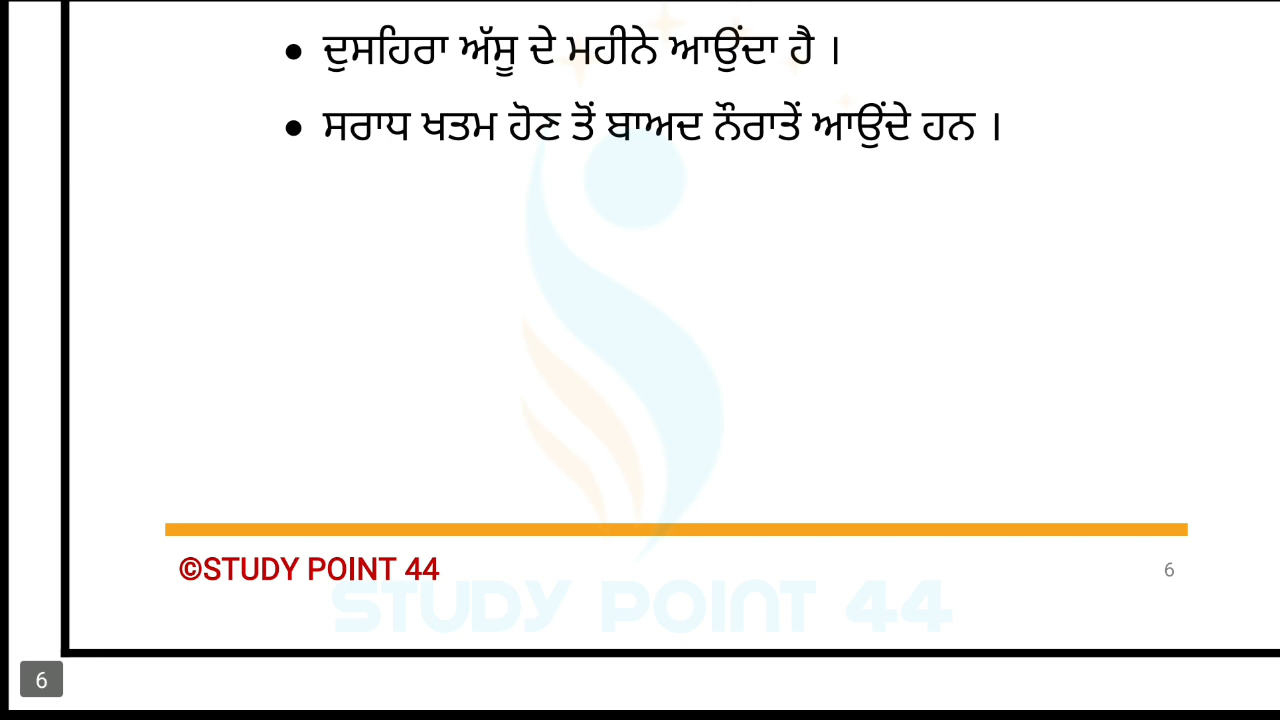 • ਦੁਸਹਿਰਾ ਅੱਸੂ ਦੇ ਮਹੀਨੇ ਆਉਂਦਾ ਹੈ ।
• ਸਰਾਧ ਖਤਮ ਹੋਣ ਤੋਂ ਬਾਅਦ ਨੌਰਾਤੇਂ ਆਉਂਦੇ ਹਨ ।
©STUDY POINT 44
6
STUDY POINT 44
6